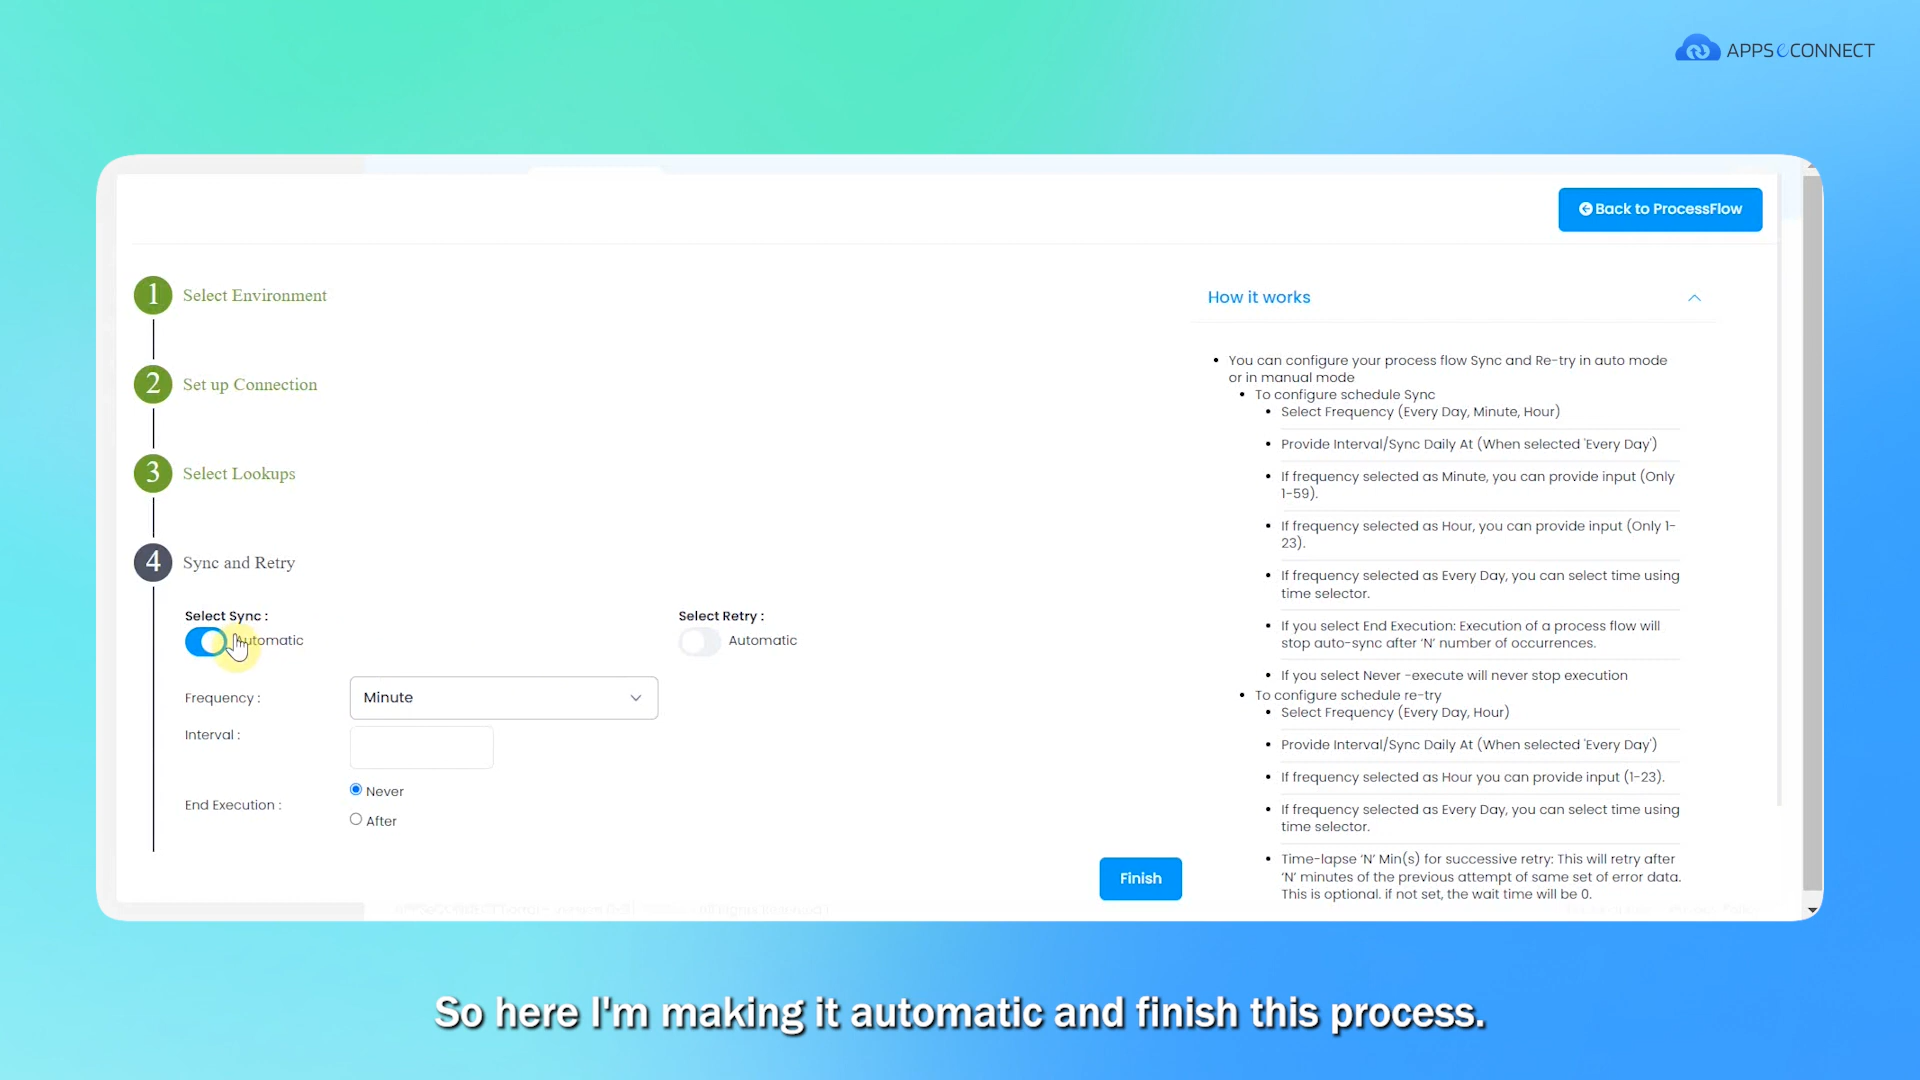 APPSeCONNECT
Back to ProcessFlow
1 Select Environment
2 Set up Connection
3 Select Lookups
4 Sync and Retry
Select Sync :
Automatic
Select Retry :
Automatic
Frequency :
Minute
Interval :
End Execution :
Never
After
Finish
How it works
You can configure your process flow Sync and Re-try in auto mode
or in manual mode
To configure schedule Sync
Select Frequency (Every Day, Minute, Hour)
Provide Interval/Sync Daily At (When selected 'Every Day')
If frequency selected as Minute, you can provide input (Only
1-59).
If frequency selected as Hour, you can provide input (Only 1-
23).
If frequency selected as Every Day, you can select time using
time selector.
If you select End Execution: Execution of a process flow will
stop auto-sync after 'N' number of occurrences.
If you select Never -execute will never stop execution
To configure schedule re-try
Select Frequency (Every Day, Hour)
Provide Interval/Sync Daily At (When selected 'Every Day')
If frequency selected as Hour you can provide input (1-23).
If frequency selected as Every Day, you can select time using
time selector.
Time-lapse 'N' Min(s) for successive retry: This will retry after
'N' minutes of the previous attempt of same set of error data.
This is optional. if not set, the wait time will be 0.
So here I'm making it automatic and finish this process.